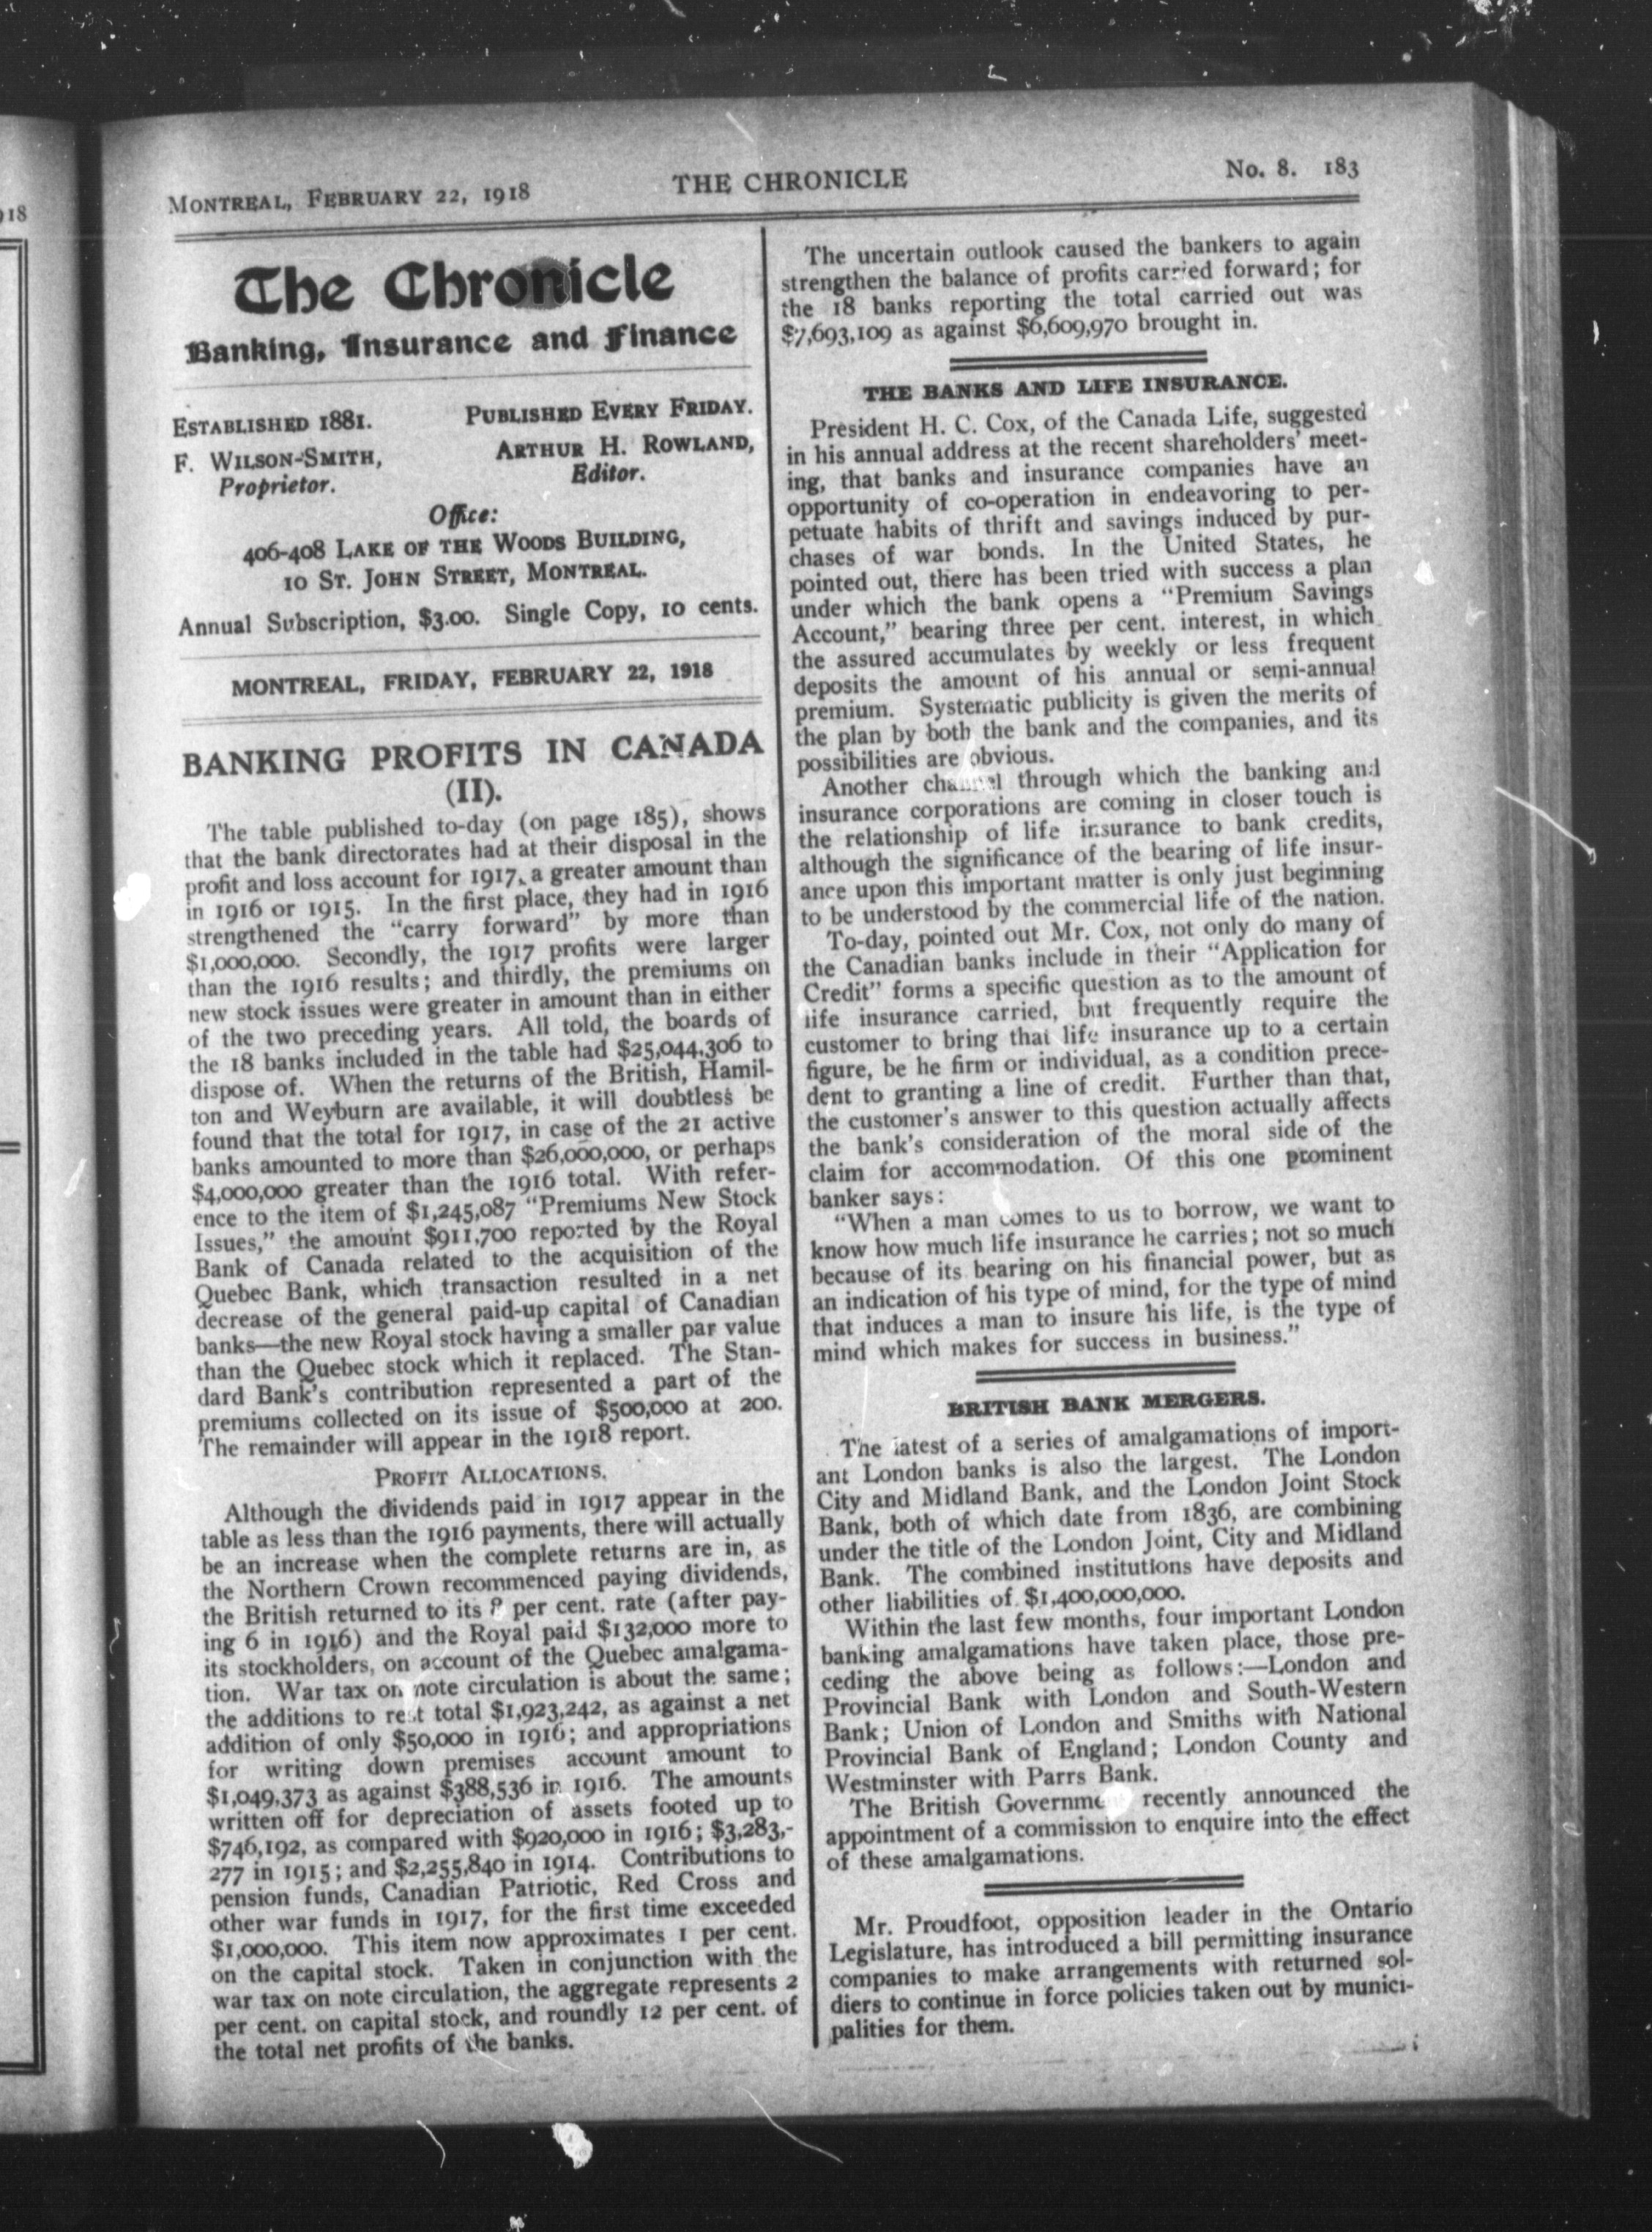 918
MONTREAL, FEBRUARY 22, 1918
THE CHRONICLE
No. 8. 183
The Chronicle
Banking, Insurance and Finance
ESTABLISHED 1881.
PUBLISHED EVERY FRIDAY.
F. WILSON-SMITH,
Proprietor.
ARTHUR H. ROWLAND,
Editor.
Office:
406-408 LAKE OF THE WOODS BUILDING,
10 ST. JOHN STREET, MONTREAL.
Annual Subscription, $3.00. Single Copy, 10 cents.
MONTREAL, FRIDAY, FEBRUARY 22, 1918
BANKING PROFITS IN CANADA
(II).
The table published to-day (on page 185), shows
that the bank directorates had at their disposal in the
profit and loss account for 1917, a greater amount than
in 1916 or 1915. In the first place, they had in 1916
strengthened the "carry forward" by more than
$1,000,000. Secondly, the 1917 profits were larger
than the 1916 results; and thirdly, the premiums on
new stock issues were greater in amount than in either
of the two preceding years. All told, the boards of
the 18 banks included in the table had $25,044,306 to
dispose of. When the returns of the British, Hamil-
ton and Weyburn are available, it will doubtless be
found that the total for 1917, in case of the 21 active
banks amounted to more than $26,000,000, or perhaps
$4,000,000 greater than the 1916 total. With refer-
ence to the item of $1,245,087 "Premiums New Stock
Issues," the amount $911,700 reported by the Royal
Bank of Canada related to the acquisition of the
Quebec Bank, which transaction resulted in a net
decrease of the general paid-up capital of Canadian
banks—the new Royal stock having a smaller par value
than the Quebec stock which it replaced. The Stan-
dard Bank's contribution represented a part of the
premiums collected on its issue of $500,000 at 200.
The remainder will appear in the 1918 report.
PROFIT ALLOCATIONS.
Although the dividends paid in 1917 appear in the
table as less than the 1916 payments, there will actually
be an increase when the complete returns are in, as
the Northern Crown recommenced paying dividends,
the British returned to its 8 per cent. rate (after pay-
ing 6 in 1916) and the Royal paid $132,000 more to
its stockholders, on account of the Quebec amalgama-
tion. War tax on note circulation is about the same;
the additions to rest total $1,923,242, as against a net
addition of only $50,000 in 1916; and appropriations
for writing down premises account amount to
$1,049,373 as against $388,536 in 1916. The amounts
written off for depreciation of assets footed up to
$746,192, as compared with $920,000 in 1916; $3,283,-
277 in 1915; and $2,255,840 in 1914. Contributions to
pension funds, Canadian Patriotic, Red Cross and
other war funds in 1917, for the first time exceeded
$1,000,000. This item now approximates 1 per cent.
on the capital stock. Taken in conjunction with the
war tax on note circulation, the aggregate represents 2
per cent. on capital stock, and roundly 12 per cent. of
the total net profits of the banks.
The uncertain outlook caused the bankers to again
strengthen the balance of profits carried forward; for
the 18 banks reporting the total carried out was
$7,693,109 as against $6,609,970 brought in.
THE BANKS AND LIFE INSURANCE.
President H. C. Cox, of the Canada Life, suggested
in his annual address at the recent shareholders' meet-
ing, that banks and insurance companies have an
opportunity of co-operation in endeavoring to per-
petuate habits of thrift and savings induced by pur-
chases of war bonds. In the United States, he
pointed out, there has been tried with success a plan
under which the bank opens a "Premium Savings
Account," bearing three per cent. interest, in which
the assured accumulates by weekly or less frequent
deposits the amount of his annual or semi-annual
premium. Systematic publicity is given the merits of
the plan by both the bank and the companies, and its
possibilities are obvious.
Another channel through which the banking and
insurance corporations are coming in closer touch is
the relationship of life insurance to bank credits,
although the significance of the bearing of life insur-
ance upon this important matter is only just beginning
to be understood by the commercial life of the nation.
To-day, pointed out Mr. Cox, not only do many of
the Canadian banks include in their "Application for
Credit" forms a specific question as to the amount of
life insurance carried, but frequently require the
customer to bring that life insurance up to a certain
figure, be he firm or individual, as a condition prece-
dent to granting a line of credit. Further than that,
the customer's answer to this question actually affects
the bank's consideration of the moral side of the
claim for accommodation. Of this one prominent
banker says:
"When a man comes to us to borrow, we want to
know how much life insurance he carries; not so much
because of its bearing on his financial power, but as
an indication of his type of mind, for the type of mind
that induces a man to insure his life, is the type of
mind which makes for success in business."
BRITISH BANK MERGERS.
The latest of a series of amalgamations of import-
ant London banks is also the largest. The London
City and Midland Bank, and the London Joint Stock
Bank, both of which date from 1836, are combining
under the title of the London Joint, City and Midland
Bank. The combined institutions have deposits and
other liabilities of $1,400,000,000.
Within the last few months, four important London
banking amalgamations have taken place, those pre-
ceding the above being as follows:—London and
Provincial Bank with London and South-Western
Bank; Union of London and Smiths with National
Provincial Bank of England; London County and
Westminster with Parrs Bank.
The British Government recently announced the
appointment of a commission to enquire into the effect
of these amalgamations.
Mr. Proudfoot, opposition leader in the Ontario
Legislature, has introduced a bill permitting insurance
companies to make arrangements with returned sol-
diers to continue in force policies taken out by munici-
palities for them.